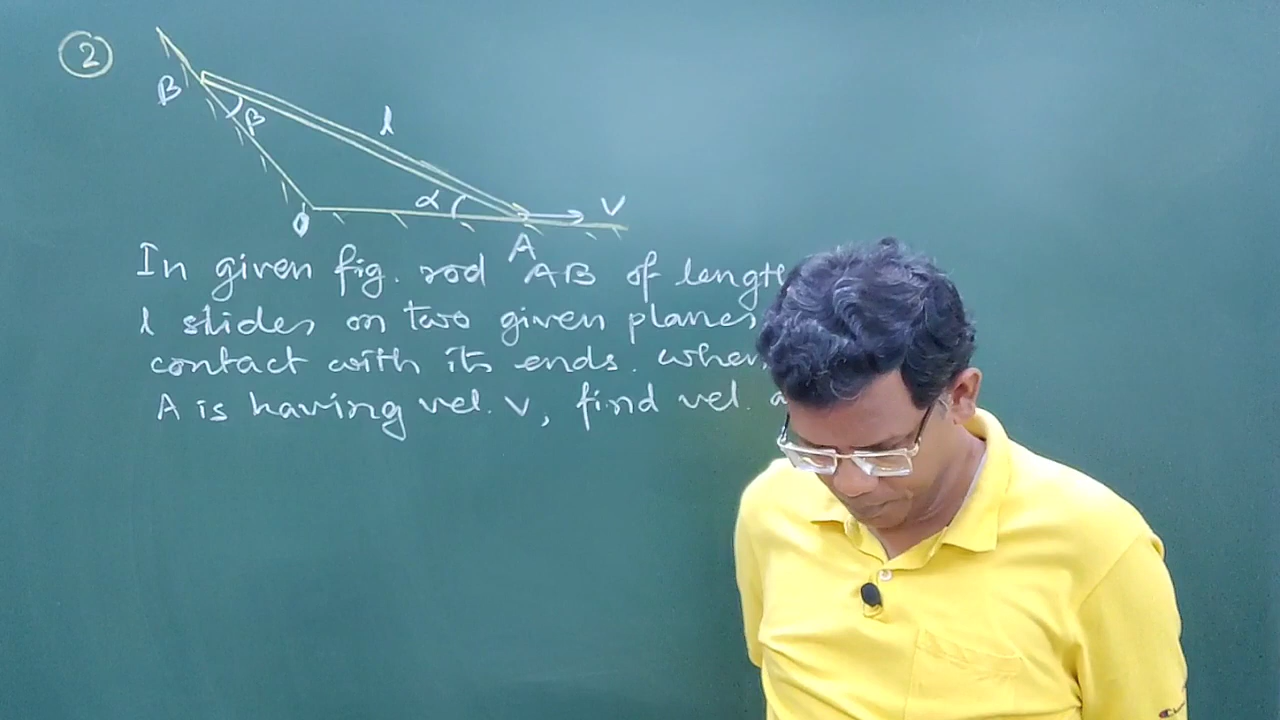 2
B
β
l
α
V
O
A
In given fig. rod AB of length
l slides on two given planes
contact with its ends. when
A is having vel. V, find vel.